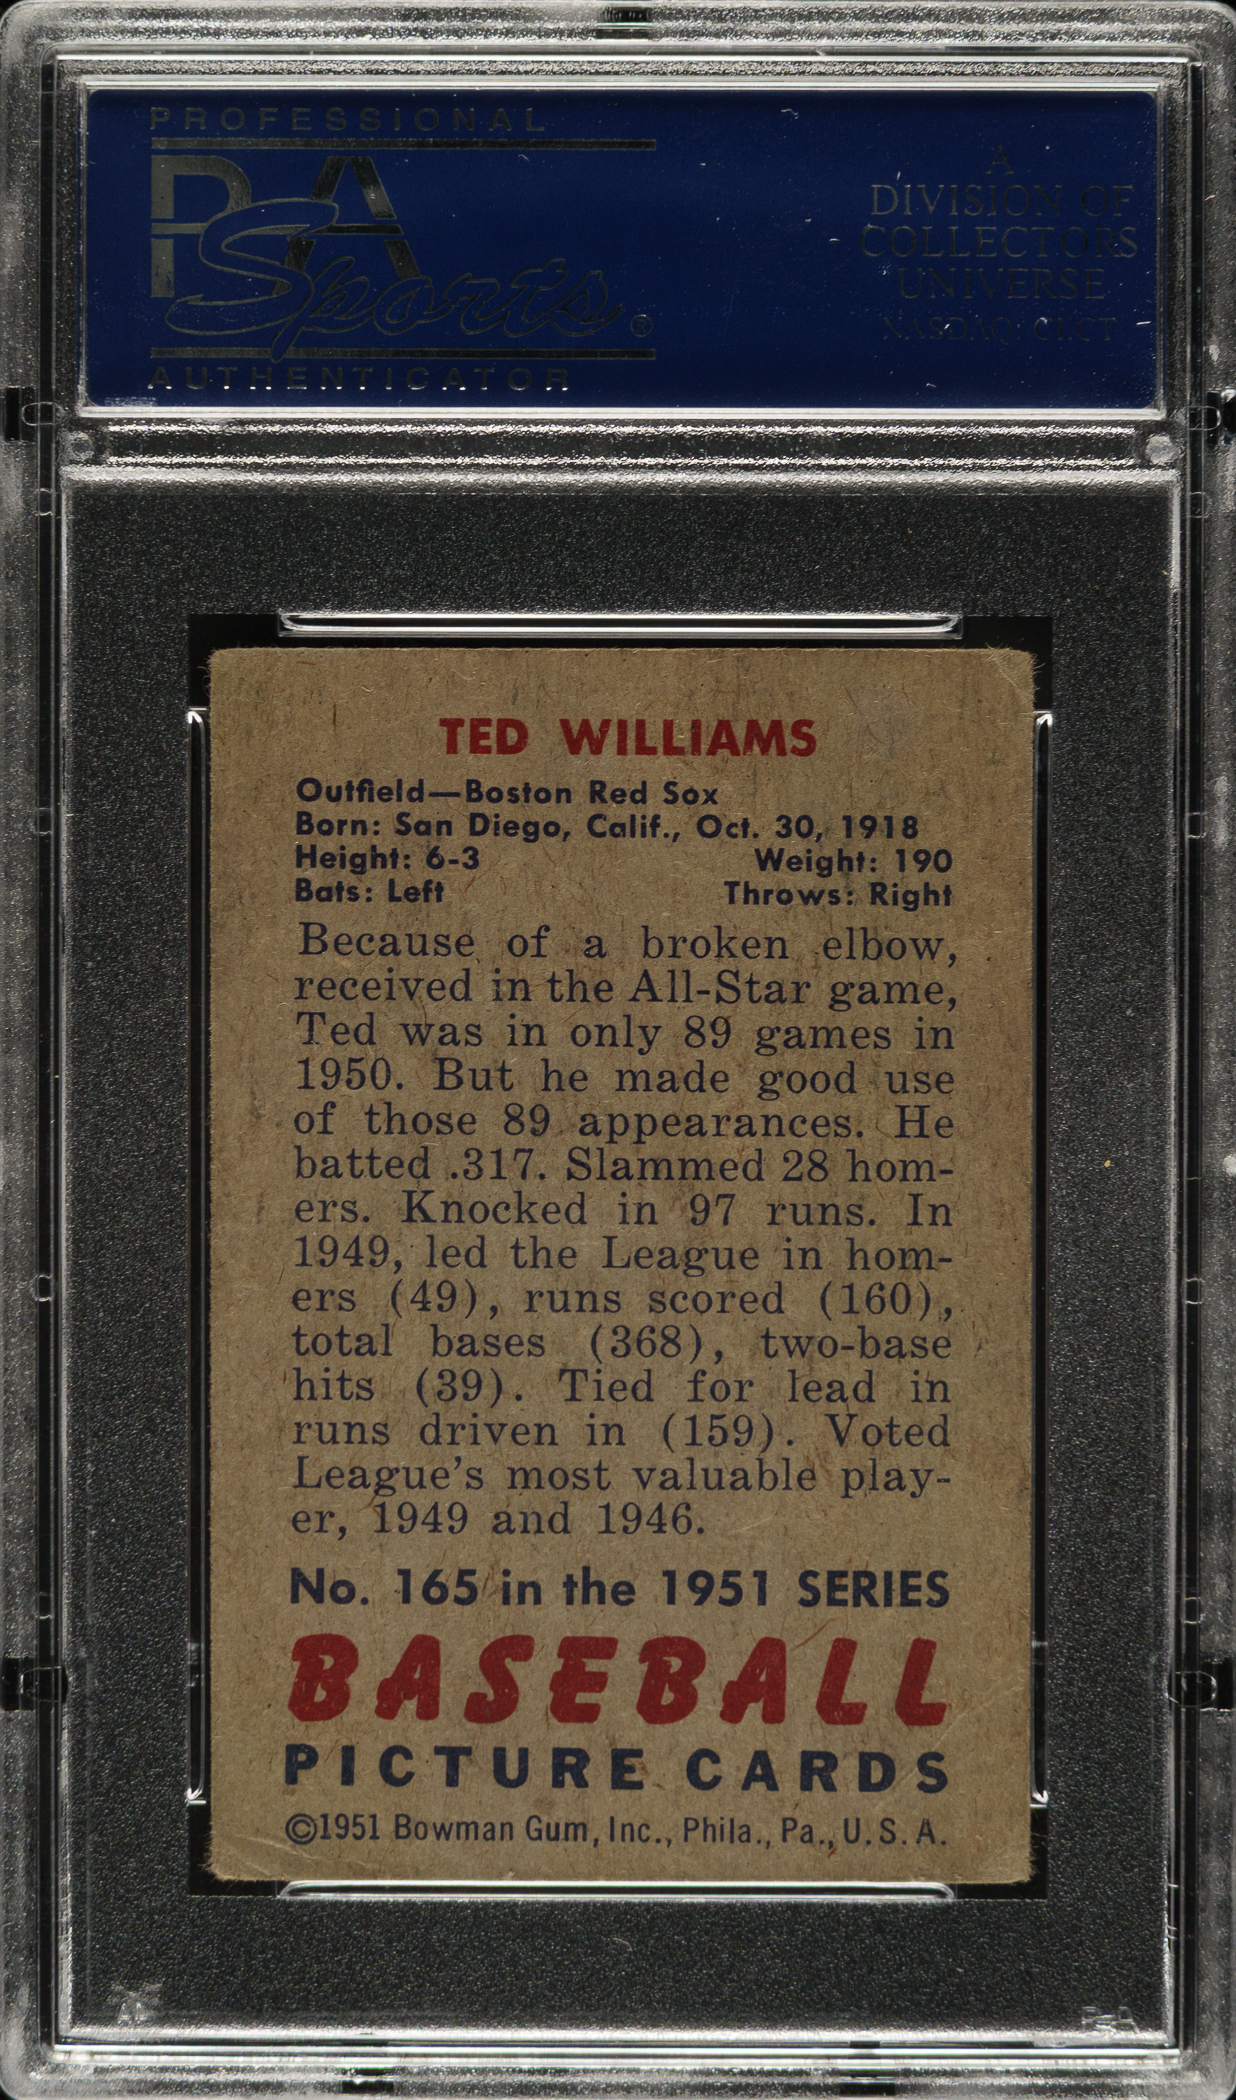 PROFESSIONAL
PSA
Sports®
AUTHENTICATOR
A
DIVISION OF
COLLECTORS
UNIVERSE
NASDAQ: CLCT
TED WILLIAMS
Outfield—Boston Red Sox
Born: San Diego, Calif., Oct. 30, 1918
Height: 6-3 Weight: 190
Bats: Left Throws: Right
Because of a broken elbow,
received in the All-Star game,
Ted was in only 89 games in
1950. But he made good use
of those 89 appearances. He
batted .317. Slammed 28 hom-
ers. Knocked in 97 runs. In
1949, led the League in hom-
ers (49), runs scored (160),
total bases (368), two-base
hits (39). Tied for lead in
runs driven in (159). Voted
League's most valuable play-
er, 1949 and 1946.
No. 165 in the 1951 SERIES
BASEBALL
PICTURE CARDS
©1951 Bowman Gum, Inc., Phila., Pa., U.S.A.